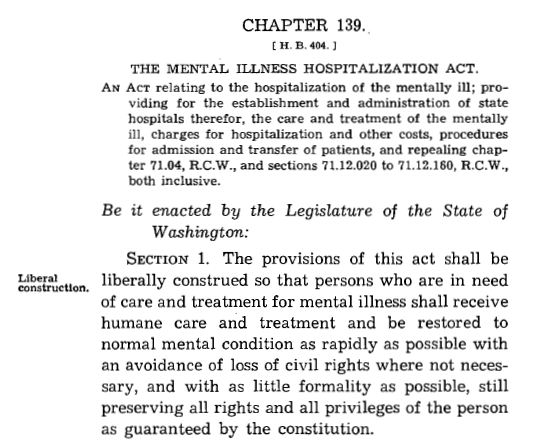 CHAPTER 139.
[ H. B. 404. ]
THE MENTAL ILLNESS HOSPITALIZATION ACT.
AN ACT relating to the hospitalization of the mentally ill; pro-
viding for the establishment and administration of state
hospitals therefor, the care and treatment of the mentally
ill, charges for hospitalization and other costs, procedures
for admission and transfer of patients, and repealing chap-
ter 71.04, R.C.W., and sections 71.12.020 to 71.12.160, R.C.W.,
both inclusive.
Be it enacted by the Legislature of the State of
Washington:
Liberal
construction.
SECTION 1. The provisions of this act shall be
liberally construed so that persons who are in need
of care and treatment for mental illness shall receive
humane care and treatment and be restored to
normal mental condition as rapidly as possible with
an avoidance of loss of civil rights where not neces-
sary, and with as little formality as possible, still
preserving all rights and all privileges of the person
as guaranteed by the constitution.